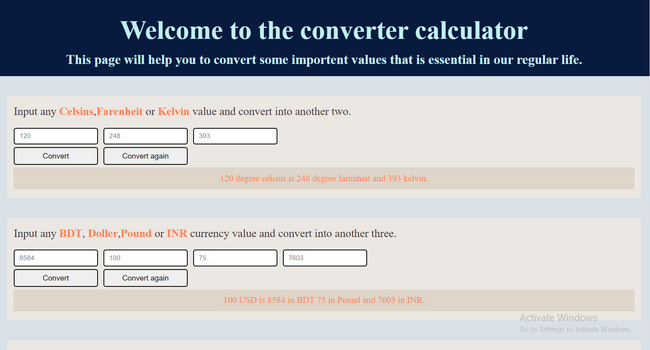 Welcome to the converter calculator
This page will help you to convert some importent values that is essential in our regular life.
Input any Celsius,Farenheit or Kelvin value and convert into another two.
120 248 393
Convert Convert again
120 degree celsius is 248 degree farenheit and 393 kelvin.
Input any BDT, Doller,Pound or INR currency value and convert into another three.
8584 100 75 7603
Convert Convert again
100 USD is 8584 in BDT 75 in Pound and 7603 in INR.
Activate Windows
Go to Settings to activate Windows.